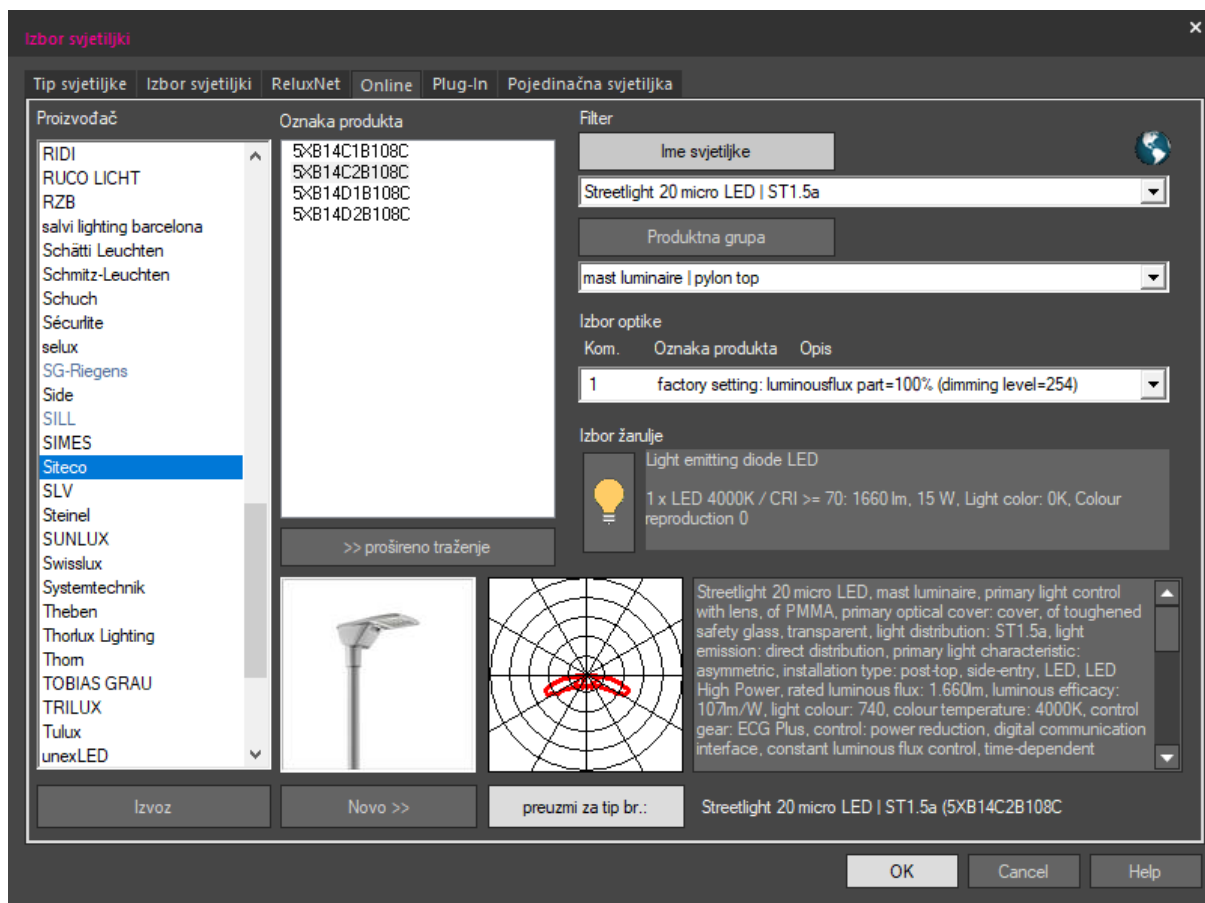 Izbor svjetiljki
Tip svjetiljke Izbor svjetiljki ReluxNet Online Plug-In Pojedinačna svjetiljka
Proizvođač
RIDI
RUCO LICHT
RZB
salvi lighting barcelona
Schätti Leuchten
Schmitz-Leuchten
Schuch
Sécurlite
selux
SG-Riegens
Side
SILL
SIMES
Siteco
SLV
Steinel
SUNLUX
Swisslux
Systemtechnik
Theben
Thorlux Lighting
Thorn
TOBIAS GRAU
TRILUX
Tulux
unexLED
Izvoz
Oznaka produkta
5XB14C1B108C
5XB14C2B108C
5XB14D1B108C
5XB14D2B108C
>> prošireno traženje
Novo >>
Filter
Ime svjetiljke
Streetlight 20 micro LED | ST1.5a
Produktna grupa
mast luminaire | pylon top
Izbor optike
Kom. Oznaka produkta Opis
1 factory setting: luminousflux part=100% (dimming level=254)
Izbor žarulje
Light emitting diode LED
1 x LED 4000K / CRI >= 70: 1660 lm, 15 W, Light color: 0K, Colour
reproduction 0
Streetlight 20 micro LED, mast luminaire, primary light control
with lens, of PMMA, primary optical cover: cover, of toughened
safety glass, transparent, light distribution: ST1.5a, light
emission: direct distribution, primary light characteristic:
asymmetric, installation type: post-top, side-entry, LED, LED
High Power, rated luminous flux: 1.660lm, luminous efficacy:
107lm/W, light colour: 740, colour temperature: 4000K, control
gear: ECG Plus, control: power reduction, digital communication
interface, constant luminous flux control, time-dependent
preuzmi za tip br.:
Streetlight 20 micro LED | ST1.5a (5XB14C2B108C
OK Cancel Help